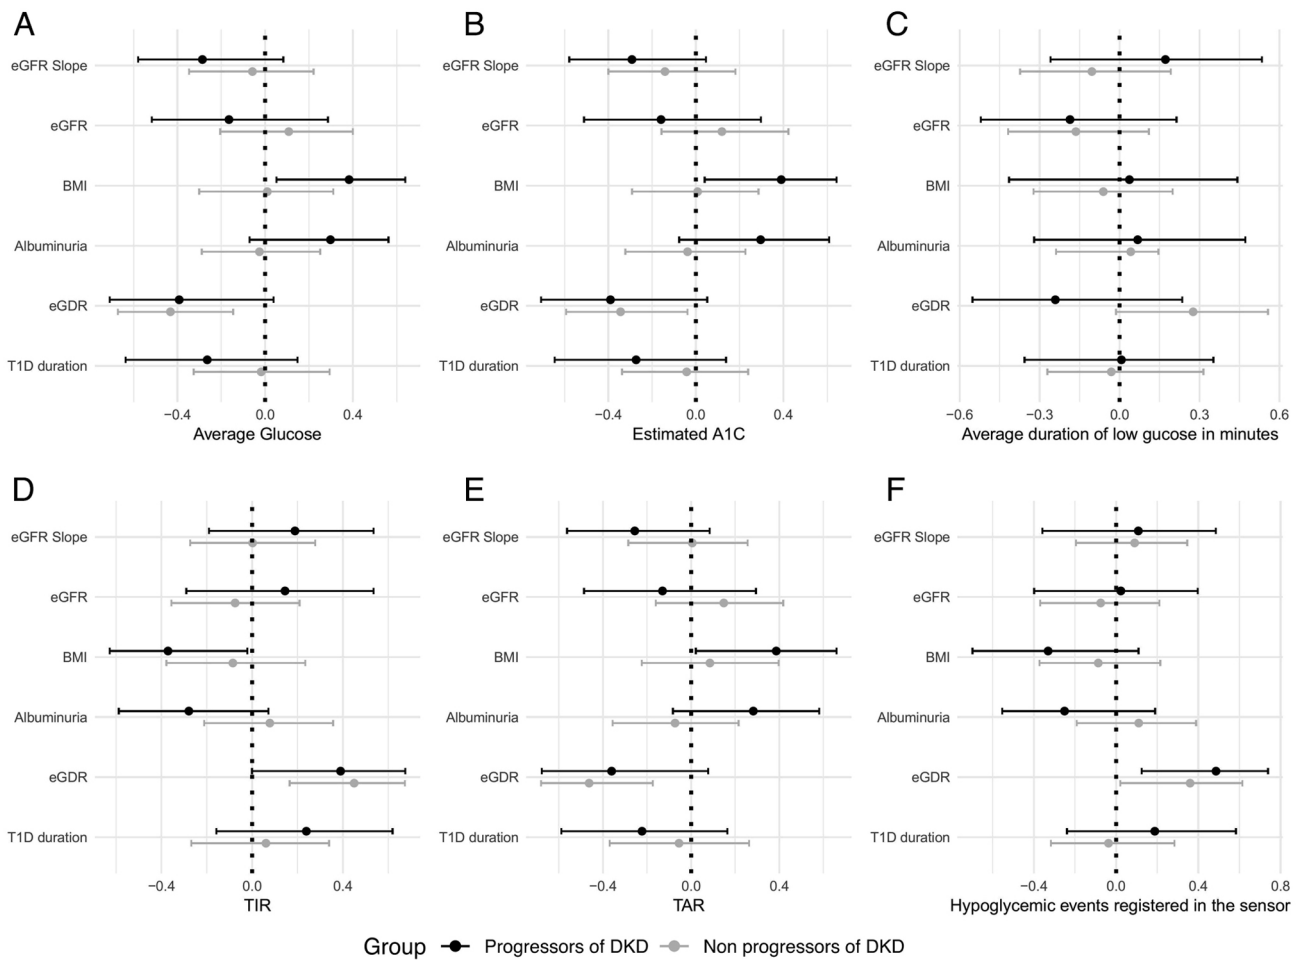 A
eGFR Slope
eGFR
BMI
Albuminuria
eGDR
T1D duration
−0.4 0.0 0.4
Average Glucose
B
eGFR Slope
eGFR
BMI
Albuminuria
eGDR
T1D duration
−0.4 0.0 0.4
Estimated A1C
C
eGFR Slope
eGFR
BMI
Albuminuria
eGDR
T1D duration
−0.6 −0.3 0.0 0.3 0.6
Average duration of low gucose in minutes
D
eGFR Slope
eGFR
BMI
Albuminuria
eGDR
T1D duration
−0.4 0.0 0.4
TIR
E
eGFR Slope
eGFR
BMI
Albuminuria
eGDR
T1D duration
−0.4 0.0 0.4
TAR
F
eGFR Slope
eGFR
BMI
Albuminuria
eGDR
T1D duration
−0.4 0.0 0.4 0.8
Hypoglycemic events registered in the sensor
Group Progressors of DKD Non progressors of DKD